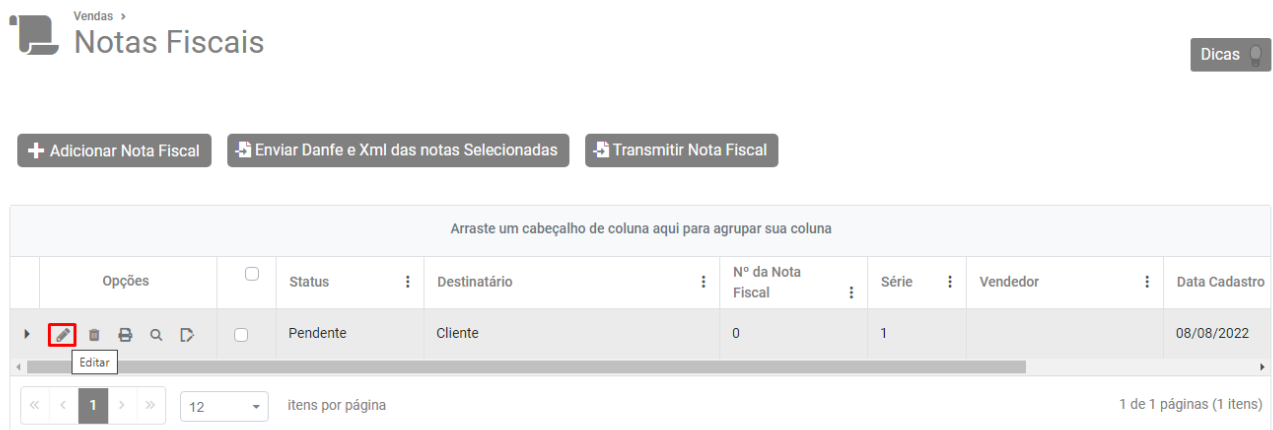 Vendas >
Notas Fiscais
Dicas
Adicionar Nota Fiscal
Enviar Danfe e Xml das notas Selecionadas
Transmitir Nota Fiscal
Arraste um cabeçalho de coluna aqui para agrupar sua coluna
Opções
Status
Destinatário
Nº da Nota
Fiscal
Série
Vendedor
Data Cadastro
Pendente
Cliente
0
1
08/08/2022
Editar
1
12
itens por página
1 de 1 páginas (1 itens)